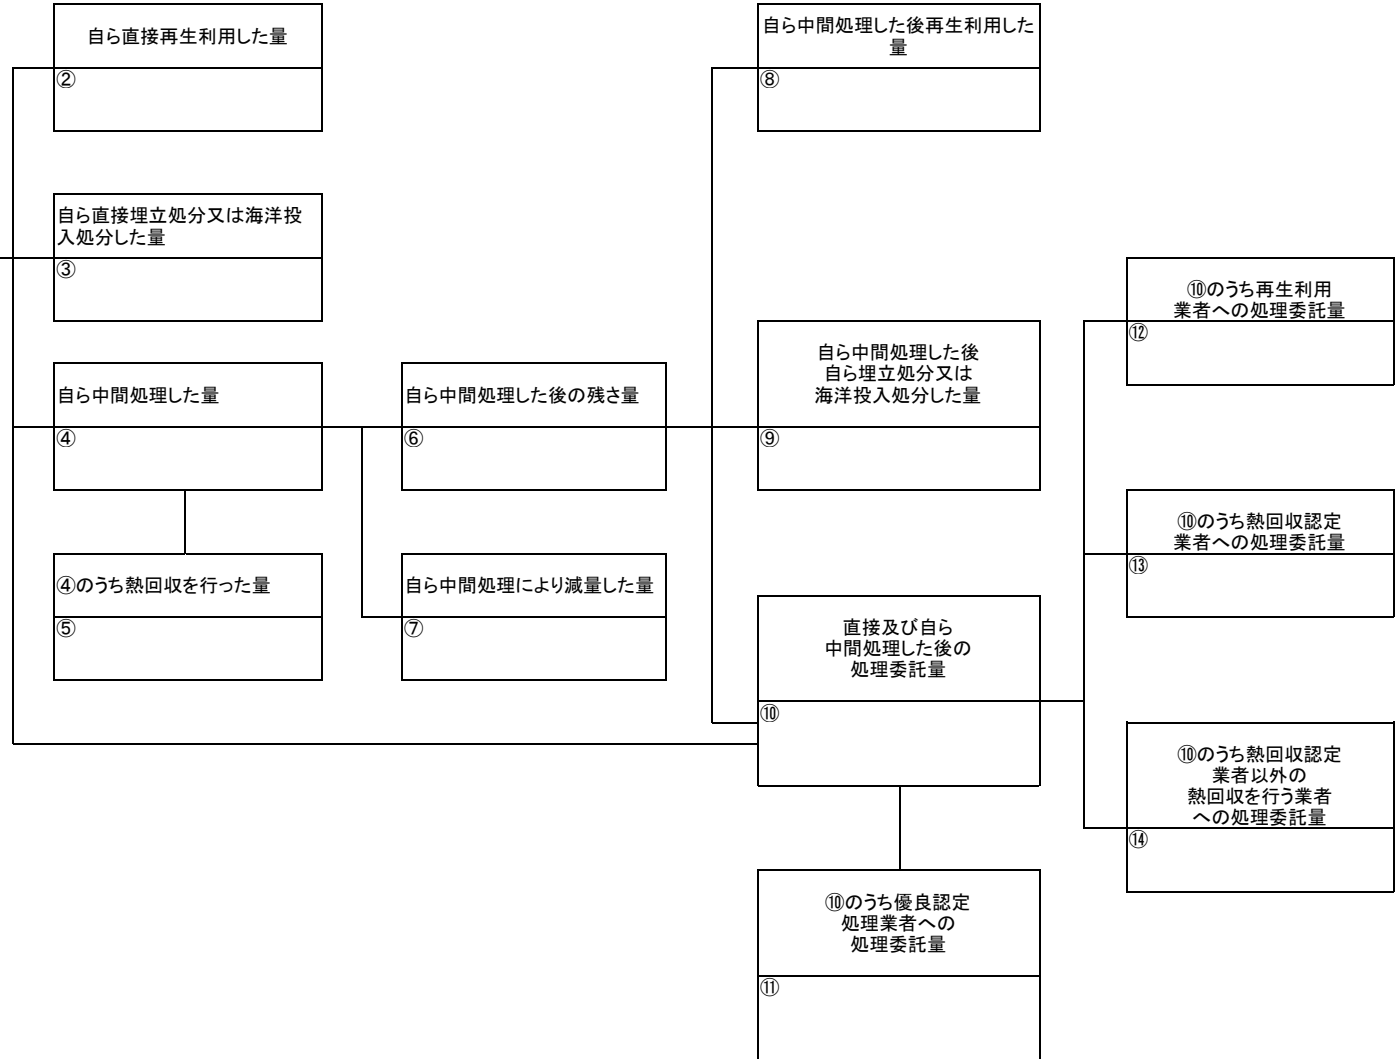 自ら直接再生利用した量
②
自ら直接埋立処分又は海洋投
入処分した量
③
自ら中間処理した量
④
④のうち熱回収を行った量
⑤
自ら中間処理した後の残さ量
⑥
自ら中間処理により減量した量
⑦
自ら中間処理した後再生利用した
量
⑧
自ら中間処理した後
自ら埋立処分又は
海洋投入処分した量
⑨
直接及び自ら
中間処理した後の
処理委託量
⑩
⑩のうち優良認定
処理業者への
処理委託量
⑪
⑩のうち再生利用
業者への処理委託量
⑫
⑩のうち熱回収認定
業者への処理委託量
⑬
⑩のうち熱回収認定
業者以外の
熱回収を行う業者
への処理委託量
⑭